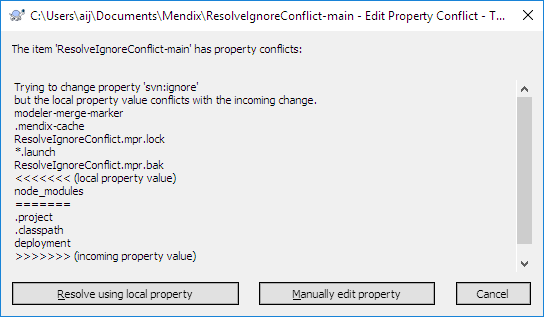 C:\Users\aij\Documents\Mendix\ResolveIgnoreConflict-main - Edit Property Conflict - T...
The item 'ResolveIgnoreConflict-main' has property conflicts:
Trying to change property 'svn:ignore'
but the local property value conflicts with the incoming change.
modeler-merge-marker
.mendix-cache
ResolveIgnoreConflict.mpr.lock
*.launch
ResolveIgnoreConflict.mpr.bak
<<<<<<< (local property value)
node_modules
=======
.project
.classpath
deployment
>>>>>>> (incoming property value)
Resolve using local property
Manually edit property
Cancel